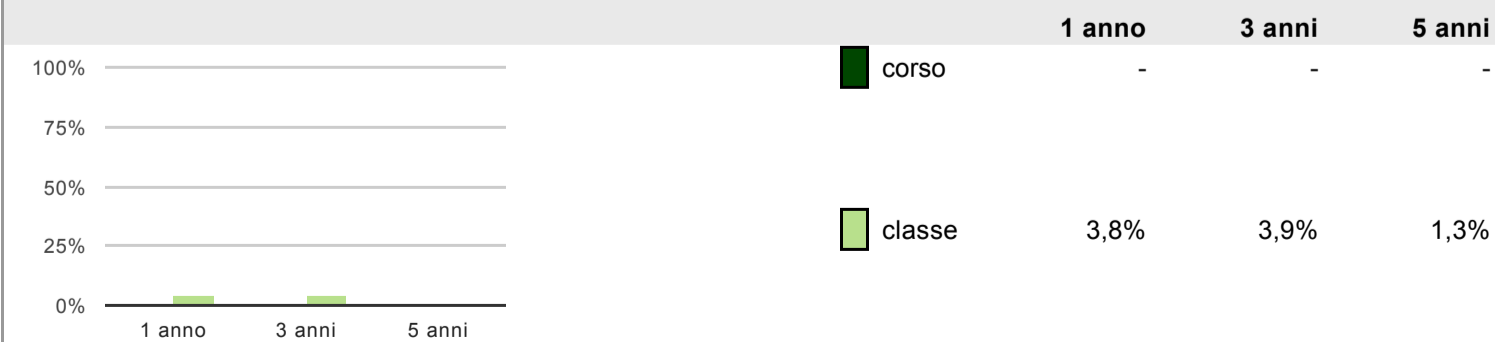 1 anno 3 anni 5 anni
100%
75%
50%
25%
0%
1 anno 3 anni 5 anni
corso - - -
classe 3,8% 3,9% 1,3%